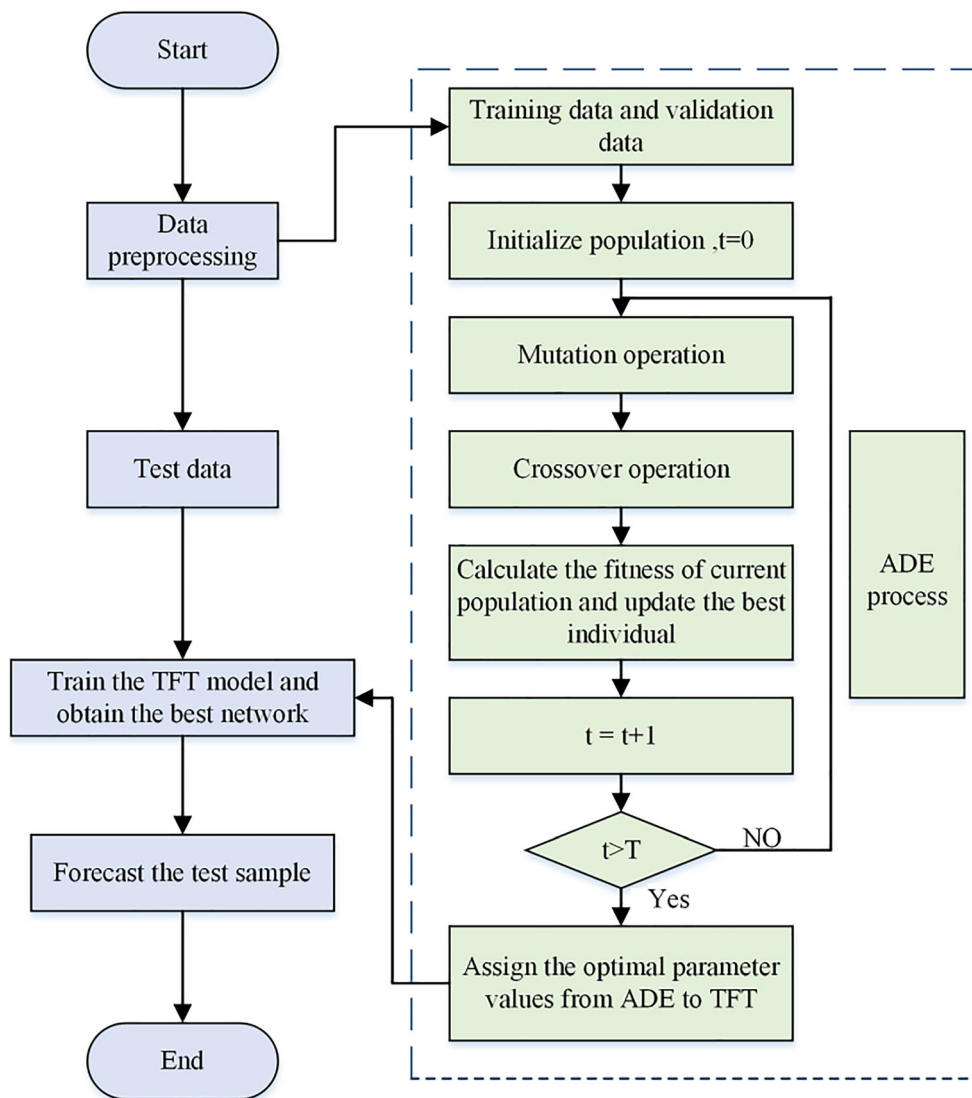 Start
Data
preprocessing
Test data
Train the TFT model and
obtain the best network
Forecast the test sample
End
Training data and validation
data
Initialize population ,t=0
Mutation operation
Crossover operation
Calculate the fitness of current
population and update the best
individual
t = t+1
t>T
NO
Yes
Assign the optimal parameter
values from ADE to TFT
ADE
process